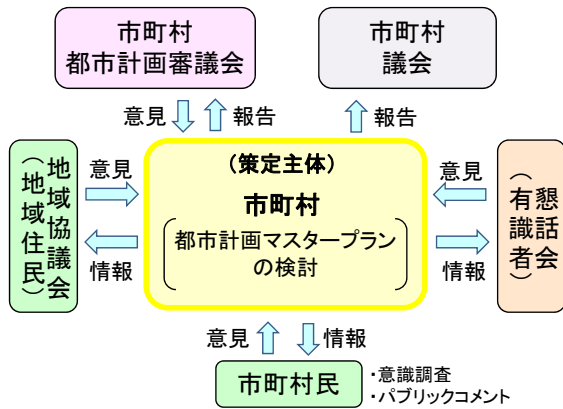 市町村
都市計画審議会
市町村
議会
意見
報告
報告
地域協議会
（地域住民）
意見
情報
（策定主体）
市町村
都市計画マスタープラン
の検討
意見
情報
懇話会
（有識者）
意見
情報
市町村民
・意識調査
・パブリックコメント